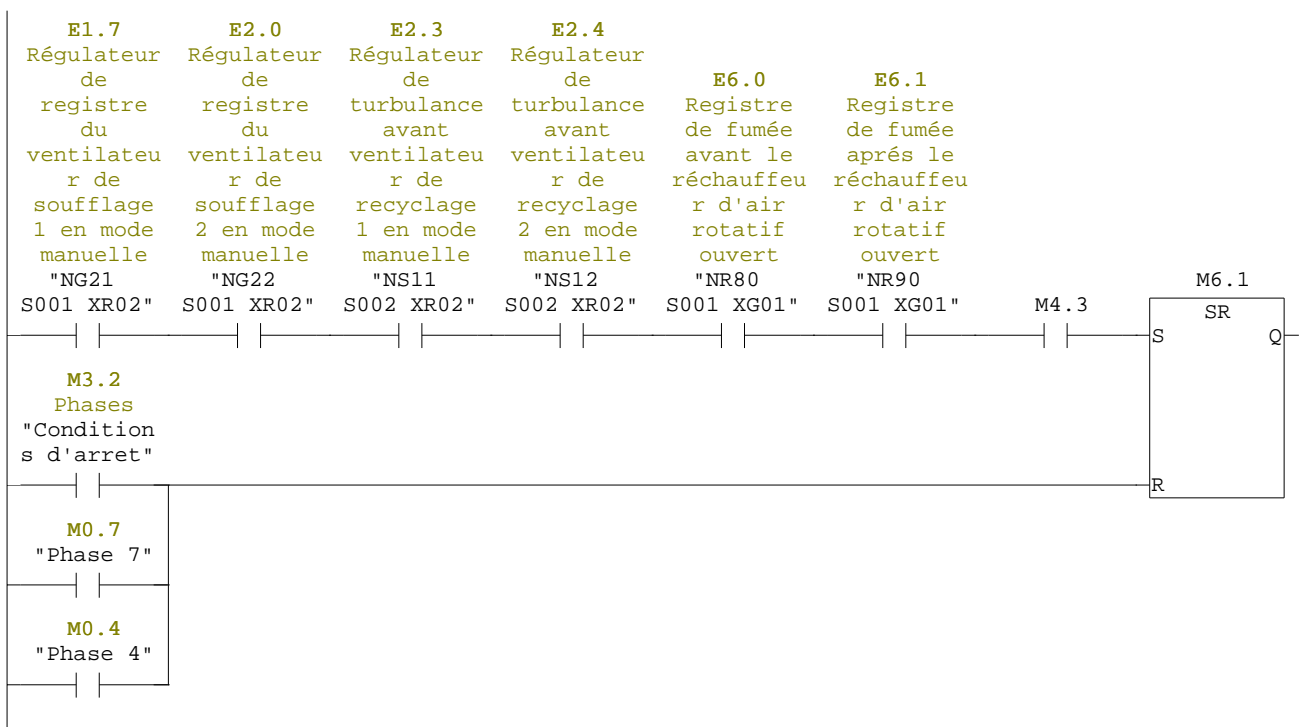 E1.7
Régulateur
de
registre
du
ventilateu
r de
soufflage
1 en mode
manuelle
"NG21
S001 XR02"
E2.0
Régulateur
de
registre
du
ventilateu
r de
soufflage
2 en mode
manuelle
"NG22
S001 XR02"
E2.3
Régulateur
de
turbulance
avant
ventilateu
r de
recyclage
1 en mode
manuelle
"NS11
S002 XR02"
E2.4
Régulateur
de
turbulance
avant
ventilateu
r de
recyclage
2 en mode
manuelle
"NS12
S002 XR02"
E6.0
Registre
de fumée
avant le
réchauffeu
r d'air
rotatif
ouvert
"NR80
S001 XG01"
E6.1
Registre
de fumée
aprés le
réchauffeu
r d'air
rotatif
ouvert
"NR90
S001 XG01"
M4.3
M6.1
SR
S Q
M3.2
Phases
"Condition
s d'arret"
R
M0.7
"Phase 7"
M0.4
"Phase 4"